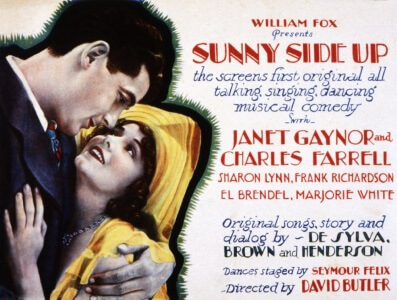 WILLIAM FOX
Presents
SUNNY SIDE UP
the screens first original all
talking, singing, dancing
musical comedy
with
JANET GAYNOR and
CHARLES FARRELL
SHARON LYNN, FRANK RICHARDSON
EL BRENDEL, MARJORIE WHITE
Original songs, story and
dialog by - DE SYLVA,
BROWN and HENDERSON
Dances staged by SEYMOUR FELIX
Directed by DAVID BUTLER